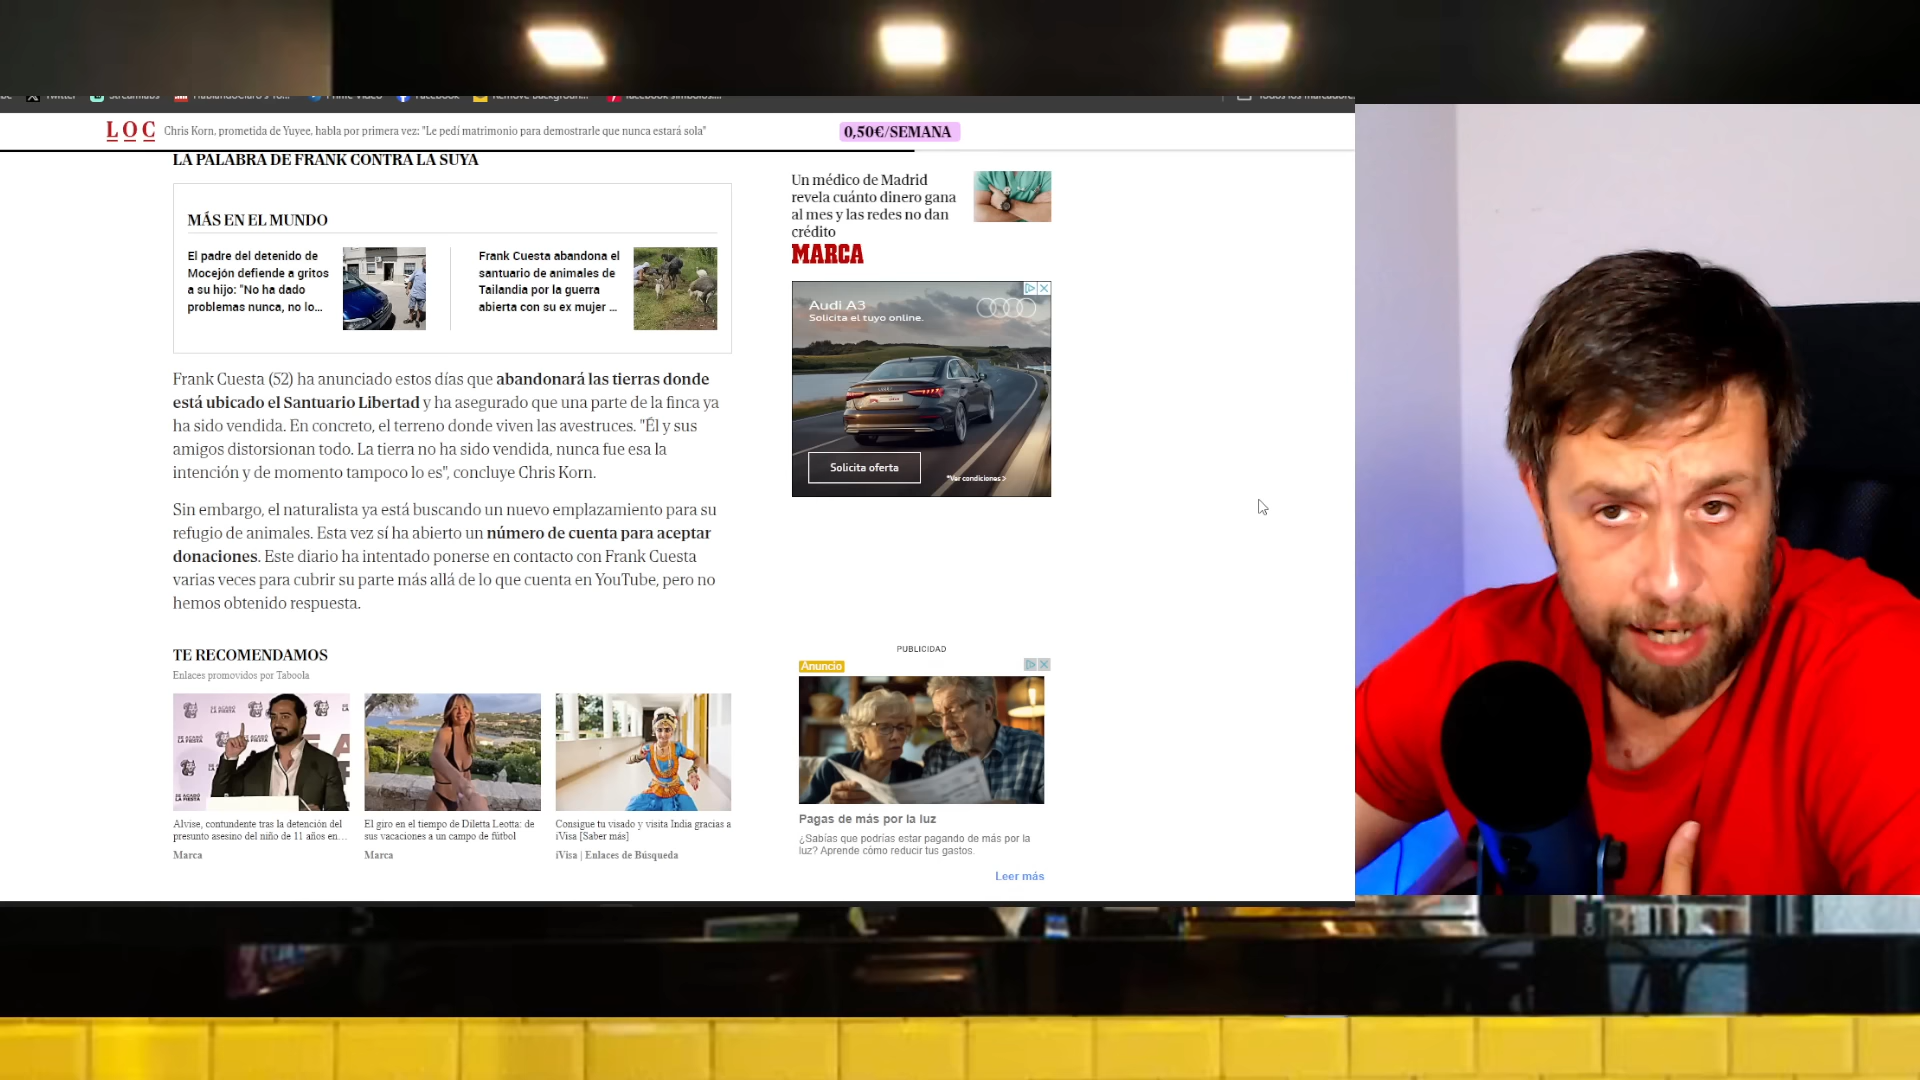 Twitter
Streamlabs
Prime Video
Facebook
LOC
Chris Korn, prometida de Yuyee, habla por primera vez: "Le pedí matrimonio para demostrarle que nunca estará sola"
0,50€/SEMANA
LA PALABRA DE FRANK CONTRA LA SUYA
MÁS EN EL MUNDO
El padre del detenido de
Mocejón defiende a gritos
a su hijo: "No ha dado
problemas nunca, no lo...
Frank Cuesta abandona el
santuario de animales de
Tailandia por la guerra
abierta con su ex mujer ...
Frank Cuesta (52) ha anunciado estos días que abandonará las tierras donde
está ubicado el Santuario Libertad y ha asegurado que una parte de la finca ya
ha sido vendida. En concreto, el terreno donde viven las avestruces. "Él y sus
amigos distorsionan todo. La tierra no ha sido vendida, nunca fue esa la
intención y de momento tampoco lo es", concluye Chris Korn.
Sin embargo, el naturalista ya está buscando un nuevo emplazamiento para su
refugio de animales. Esta vez sí ha abierto un número de cuenta para aceptar
donaciones. Este diario ha intentado ponerse en contacto con Frank Cuesta
varias veces para cubrir su parte más allá de lo que cuenta en YouTube, pero no
hemos obtenido respuesta.
TE RECOMENDAMOS
Enlaces promovidos por Taboola
SE ACABÓ
LA FIESTA
Alvise, contundente tras la detención del
presunto asesino del niño de 11 años en...
Marca
El giro en el tiempo de Diletta Leotta: de
sus vacaciones a un campo de fútbol
Marca
Consigue tu visado y visita India gracias a
iVisa [Saber más]
iVisa | Enlaces de Búsqueda
Un médico de Madrid
revela cuánto dinero gana
al mes y las redes no dan
crédito
MARCA
Audi A3
Solicita el tuyo online.
Solicita oferta
*Ver condiciones >
PUBLICIDAD
Anuncio
Pagas de más por la luz
¿Sabías que podrías estar pagando de más por la
luz? Aprende cómo reducir tus gastos.
Leer más